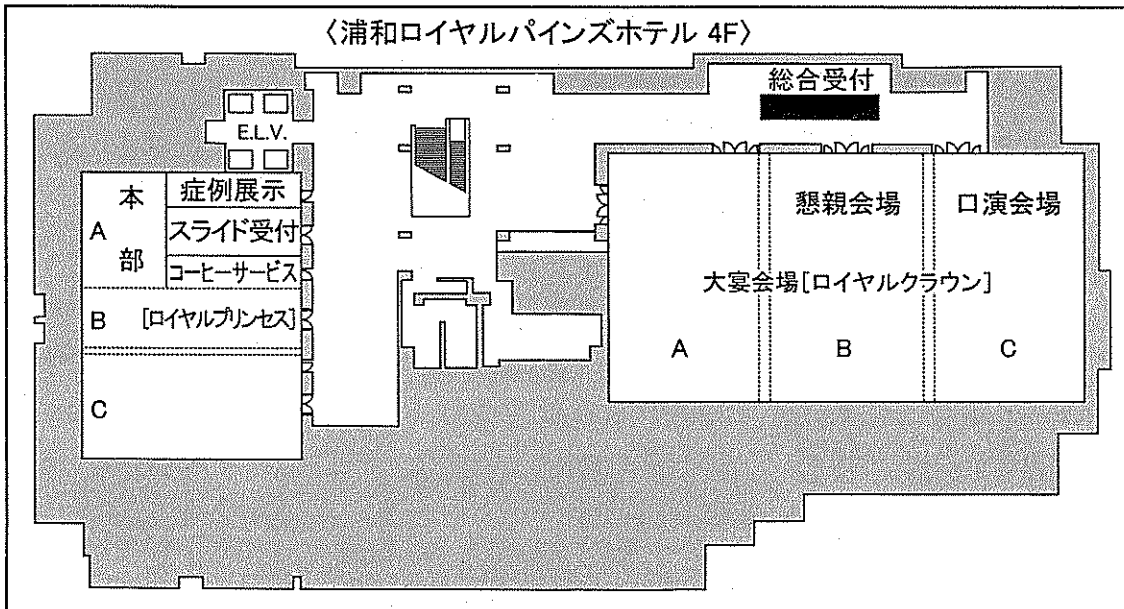 〈浦和ロイヤルパインズホテル 4F〉
総合受付
E.L.V.
本部
症例展示
A
スライド受付
コーヒーサービス
B [ロイヤルプリンセス]
C
懇親会場
口演会場
大宴会場[ロイヤルクラウン]
A
B
C